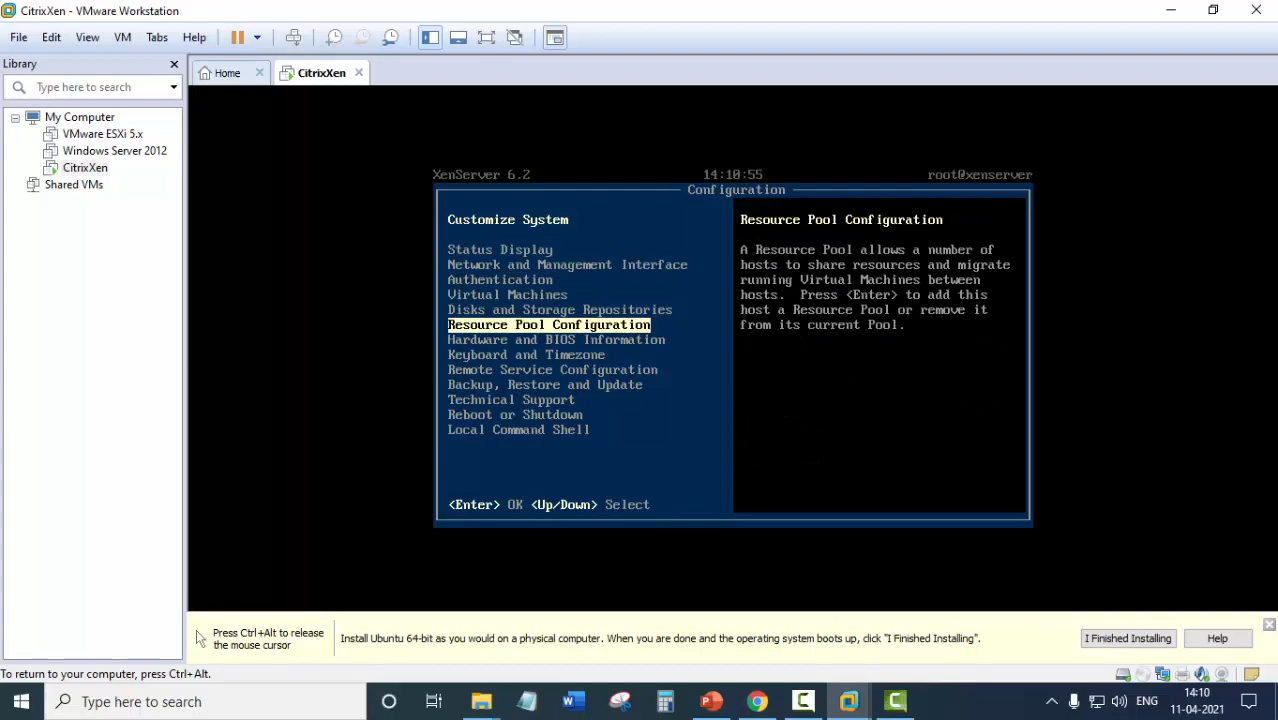 CitrixXen - VMware Workstation
File Edit View VM Tabs Help
Library
Home
CitrixXen
Type here to search
My Computer
VMware ESXi 5.x
Windows Server 2012
CitrixXen
Shared VMs
XenServer 6.2 14:10:55 root@xenserver
Configuration
Customize System
Status Display
Network and Management Interface
Authentication
Virtual Machines
Disks and Storage Repositories
Resource Pool Configuration
Hardware and BIOS Information
Keyboard and Timezone
Remote Service Configuration
Backup, Restore and Update
Technical Support
Reboot or Shutdown
Local Command Shell
<Enter> OK <Up/Down> Select
Resource Pool Configuration
A Resource Pool allows a number of
hosts to share resources and migrate
running Virtual Machines between
hosts. Press <Enter> to add this
host a Resource Pool or remove it
from its current Pool.
Press Ctrl+Alt to release
the mouse cursor
Install Ubuntu 64-bit as you would on a physical computer. When you are done and the operating system boots up, click "I Finished Installing".
I Finished Installing
Help
To return to your computer, press Ctrl+Alt.
Type here to search
ENG
14:10
11-04-2021